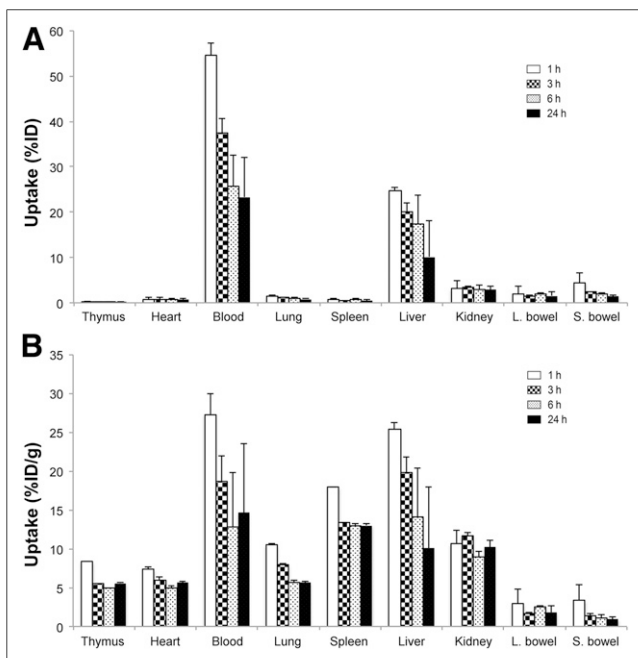 A
Uptake (%ID)
60
50
40
30
20
10
0
1 h
3 h
6 h
24 h
Thymus Heart Blood Lung Spleen Liver Kidney L. bowel S. bowel
B
Uptake (%ID/g)
35
30
25
20
15
10
5
0
1 h
3 h
6 h
24 h
Thymus Heart Blood Lung Spleen Liver Kidney L. bowel S. bowel